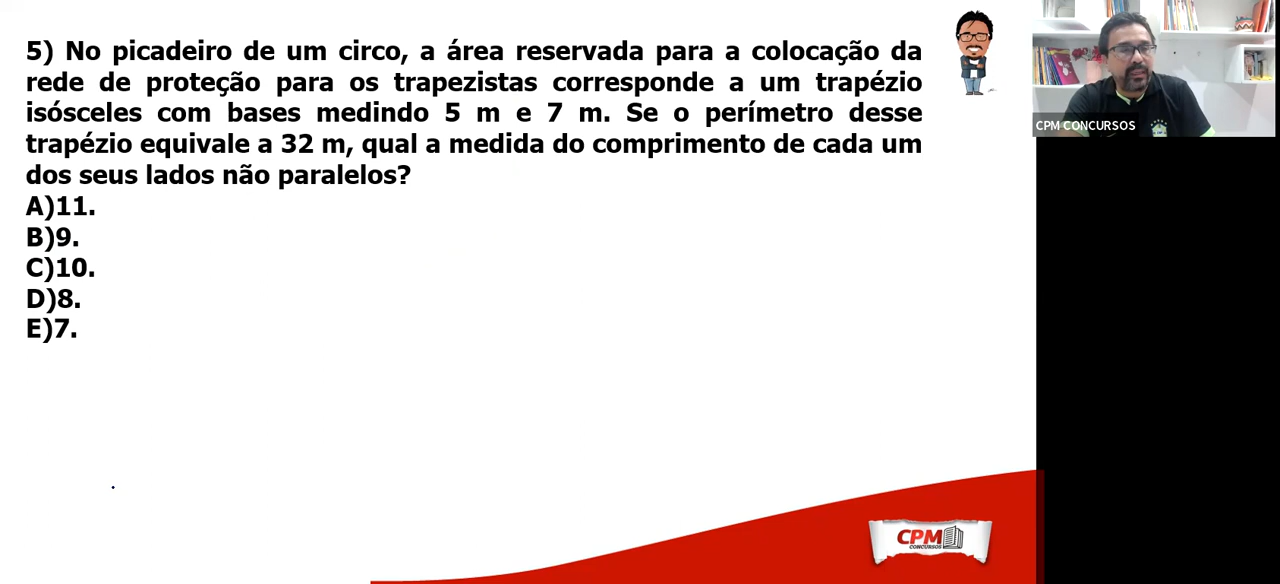 5) No picadeiro de um circo, a área reservada para a colocação da
rede de proteção para os trapezistas corresponde a um trapézio
isósceles com bases medindo 5 m e 7 m. Se o perímetro desse
trapézio equivale a 32 m, qual a medida do comprimento de cada um
dos seus lados não paralelos?
A)11.
B)9.
C)10.
D)8.
E)7.
CPM CONCURSOS
CPM
CONCURSOS